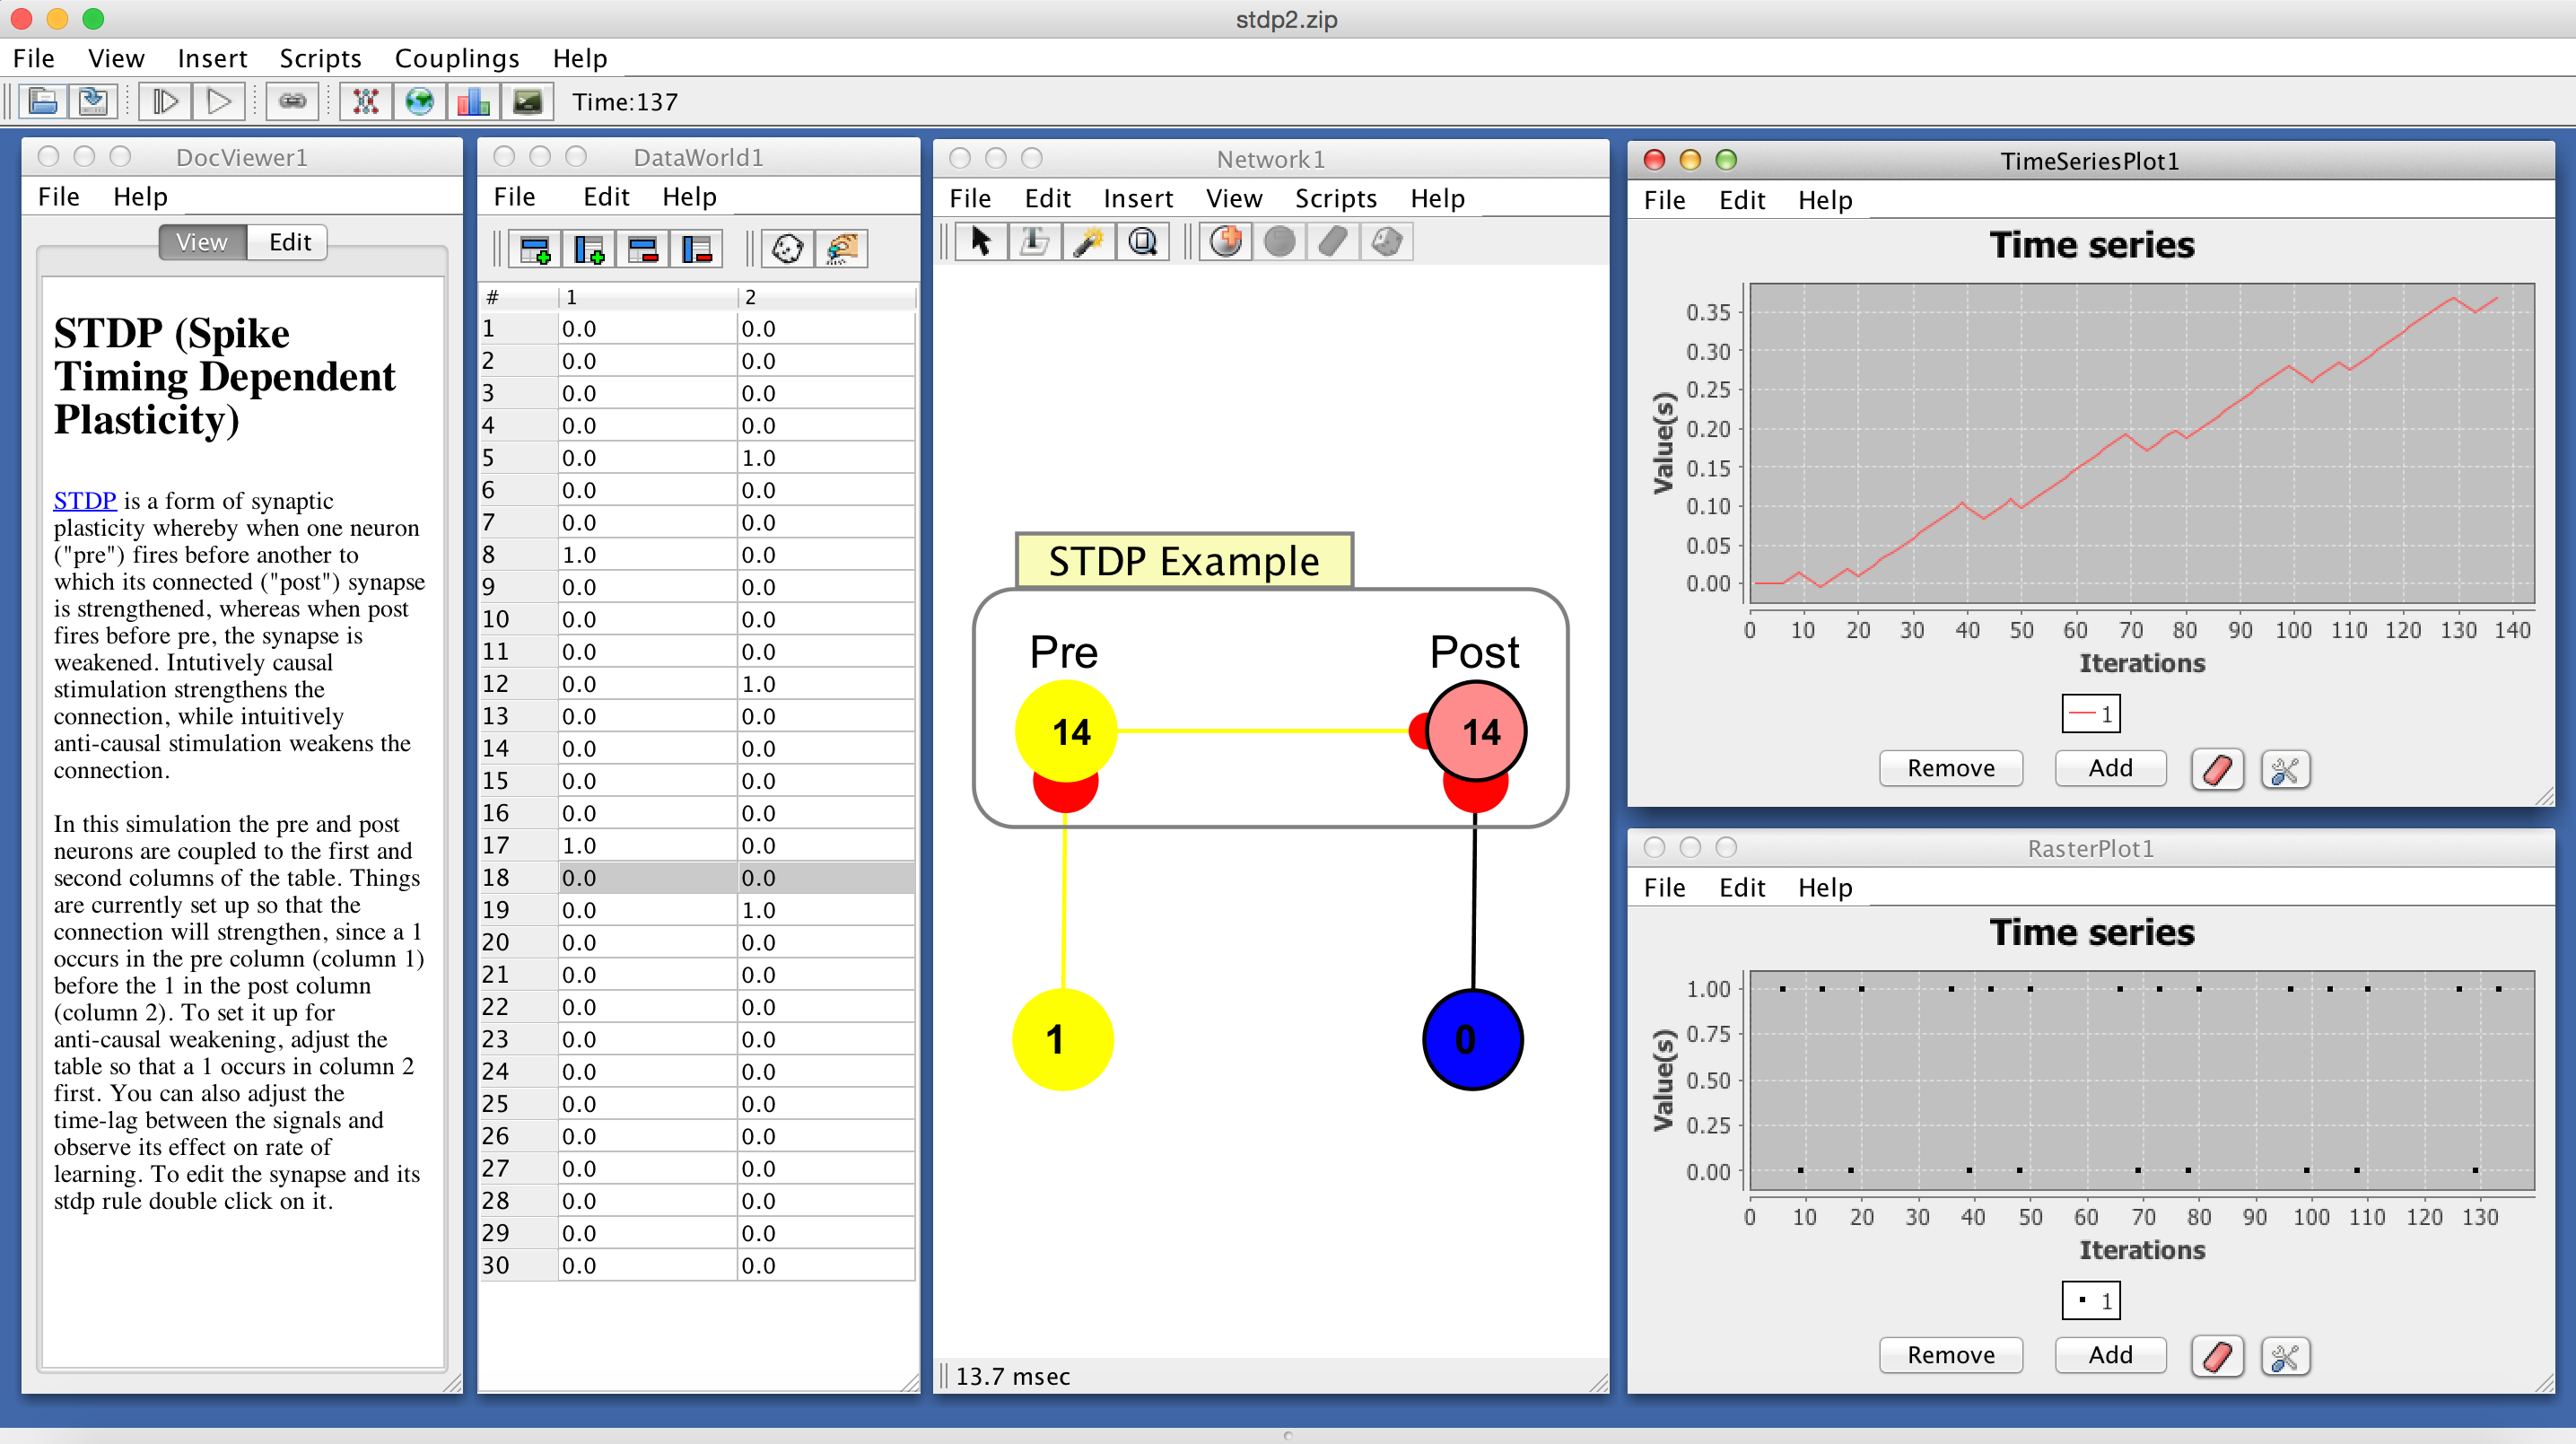 stdp2.zip
File View Insert Scripts Couplings Help
Time:137
DocViewer1
File Help
View Edit
STDP (Spike
Timing Dependent
Plasticity)
STDP is a form of synaptic
plasticity whereby when one neuron
("pre") fires before another to
which its connected ("post") synapse
is strengthened, whereas when post
fires before pre, the synapse is
weakened. Intutively causal
stimulation strengthens the
connection, while intuitively
anti-causal stimulation weakens the
connection.
In this simulation the pre and post
neurons are coupled to the first and
second columns of the table. Things
are currently set up so that the
connection will strengthen, since a 1
occurs in the pre column (column 1)
before the 1 in the post column
(column 2). To set it up for
anti-causal weakening, adjust the
table so that a 1 occurs in column 2
first. You can also adjust the
time-lag between the signals and
observe its effect on rate of
learning. To edit the synapse and its
stdp rule double click on it.
DataWorld1
File Edit Help
# 1 2
1 0.0 0.0
2 0.0 0.0
3 0.0 0.0
4 0.0 0.0
5 0.0 1.0
6 0.0 0.0
7 0.0 0.0
8 1.0 0.0
9 0.0 0.0
10 0.0 0.0
11 0.0 0.0
12 0.0 1.0
13 0.0 0.0
14 0.0 0.0
15 0.0 0.0
16 0.0 0.0
17 1.0 0.0
18 0.0 0.0
19 0.0 1.0
20 0.0 0.0
21 0.0 0.0
22 0.0 0.0
23 0.0 0.0
24 0.0 0.0
25 0.0 0.0
26 0.0 0.0
27 0.0 0.0
28 0.0 0.0
29 0.0 0.0
30 0.0 0.0
Network1
File Edit Insert View Scripts Help
STDP Example
Pre Post
14 14
1 0
13.7 msec
TimeSeriesPlot1
File Edit Help
Time series
Value(s)
0.35
0.30
0.25
0.20
0.15
0.10
0.05
0.00
0 10 20 30 40 50 60 70 80 90 100 110 120 130 140
Iterations
1
Remove Add
RasterPlot1
File Edit Help
Time series
Value(s)
1.00
0.75
0.50
0.25
0.00
0 10 20 30 40 50 60 70 80 90 100 110 120 130
Iterations
1
Remove Add